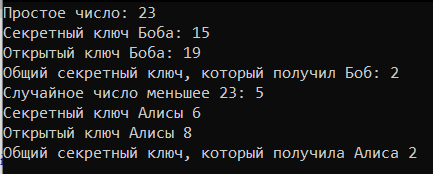 Простое число: 23
Секретный ключ Боба: 15
Открытый ключ Боба: 19
Общий секретный ключ, который получил Боб: 2
Случайное число меньшее 23: 5
Секретный ключ Алисы 6
Открытый ключ Алисы 8
Общий секретный ключ, который получила Алиса 2